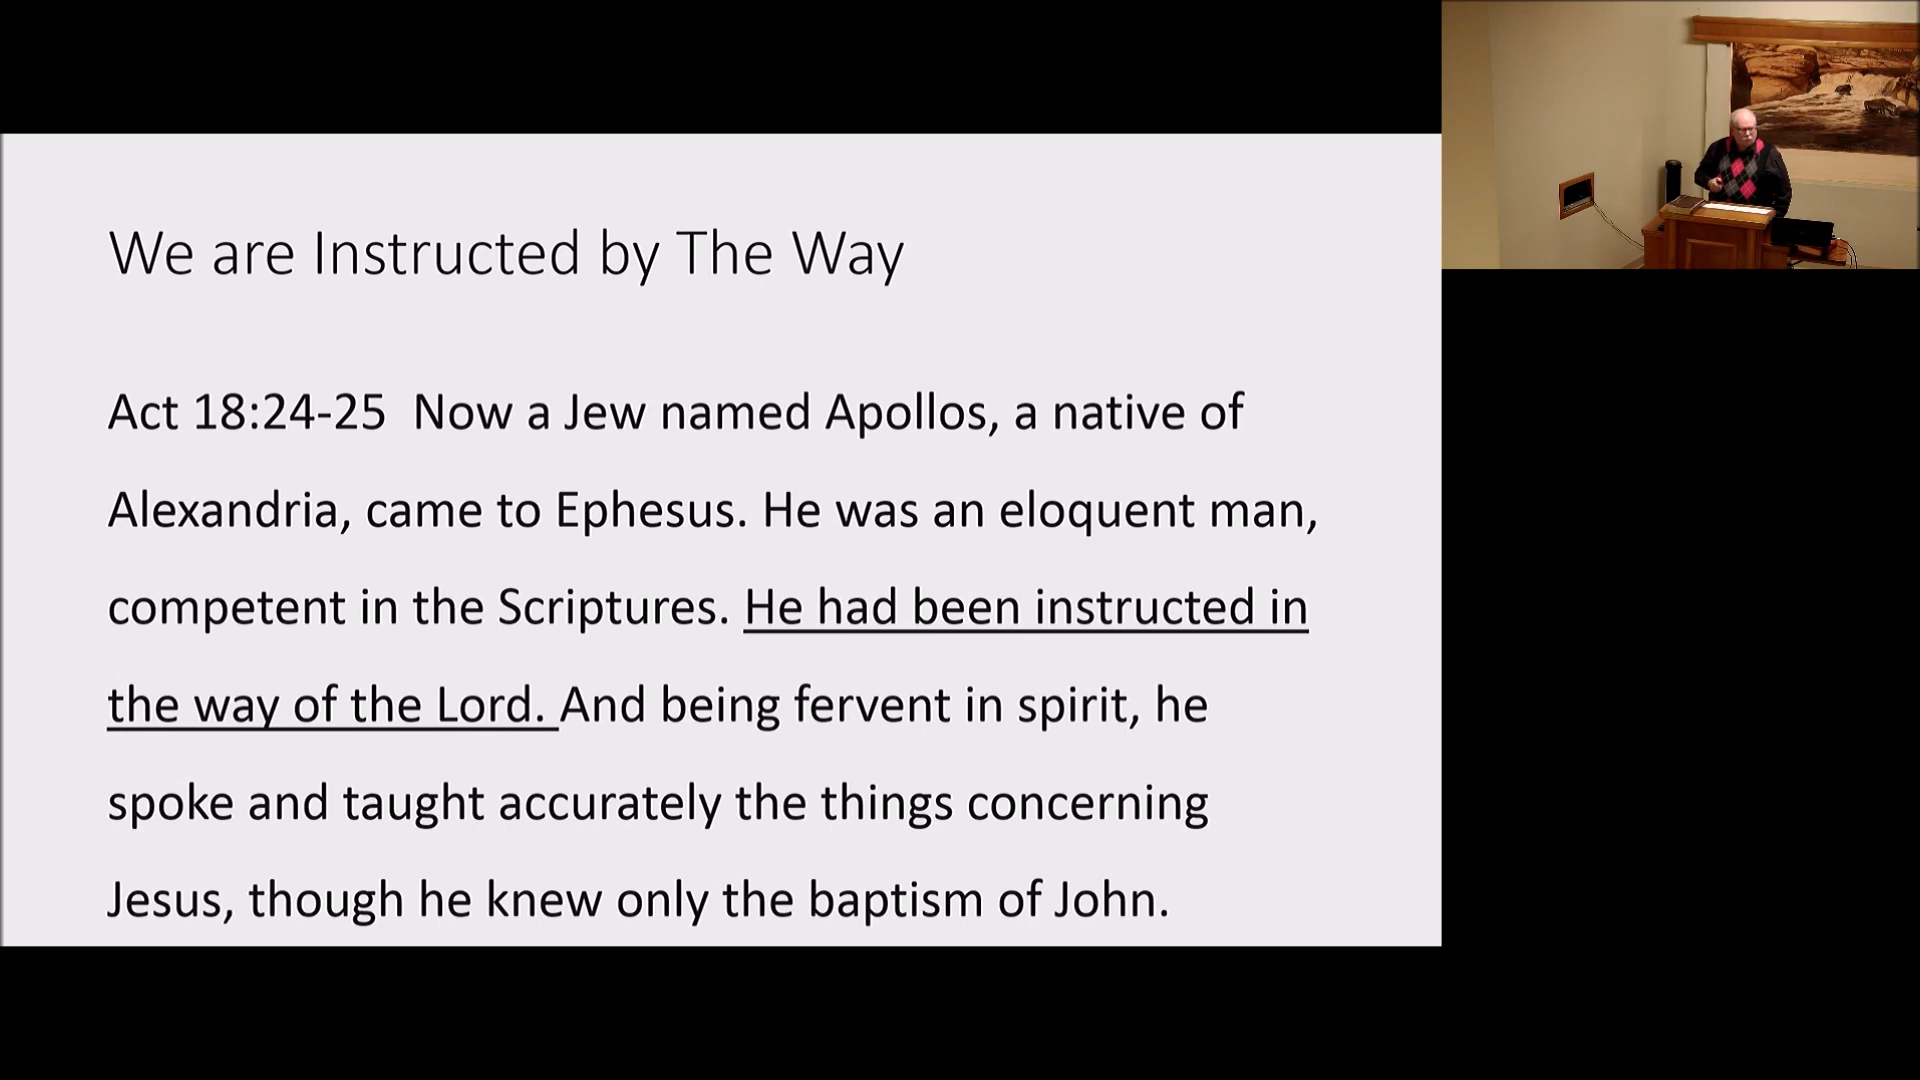 We are Instructed by The Way
Act 18:24-25  Now a Jew named Apollos, a native of
Alexandria, came to Ephesus. He was an eloquent man,
competent in the Scriptures. He had been instructed in
the way of the Lord. And being fervent in spirit, he
spoke and taught accurately the things concerning
Jesus, though he knew only the baptism of John.